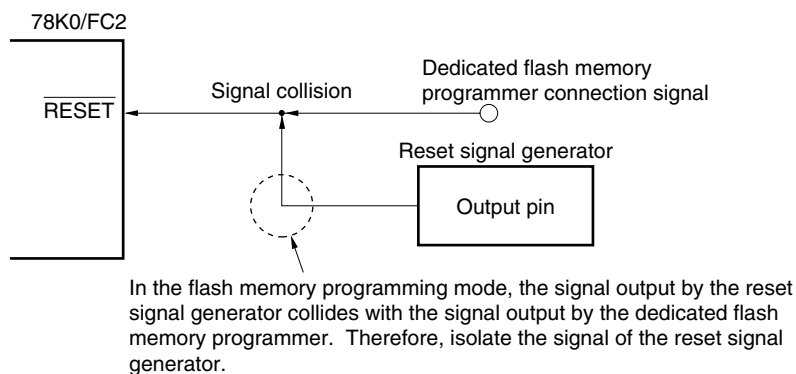 78K0/FC2
Dedicated flash memory
programmer connection signal
Signal collision
RESET
Reset signal generator
Output pin
In the flash memory programming mode, the signal output by the reset
signal generator collides with the signal output by the dedicated flash
memory programmer.  Therefore, isolate the signal of the reset signal
generator.